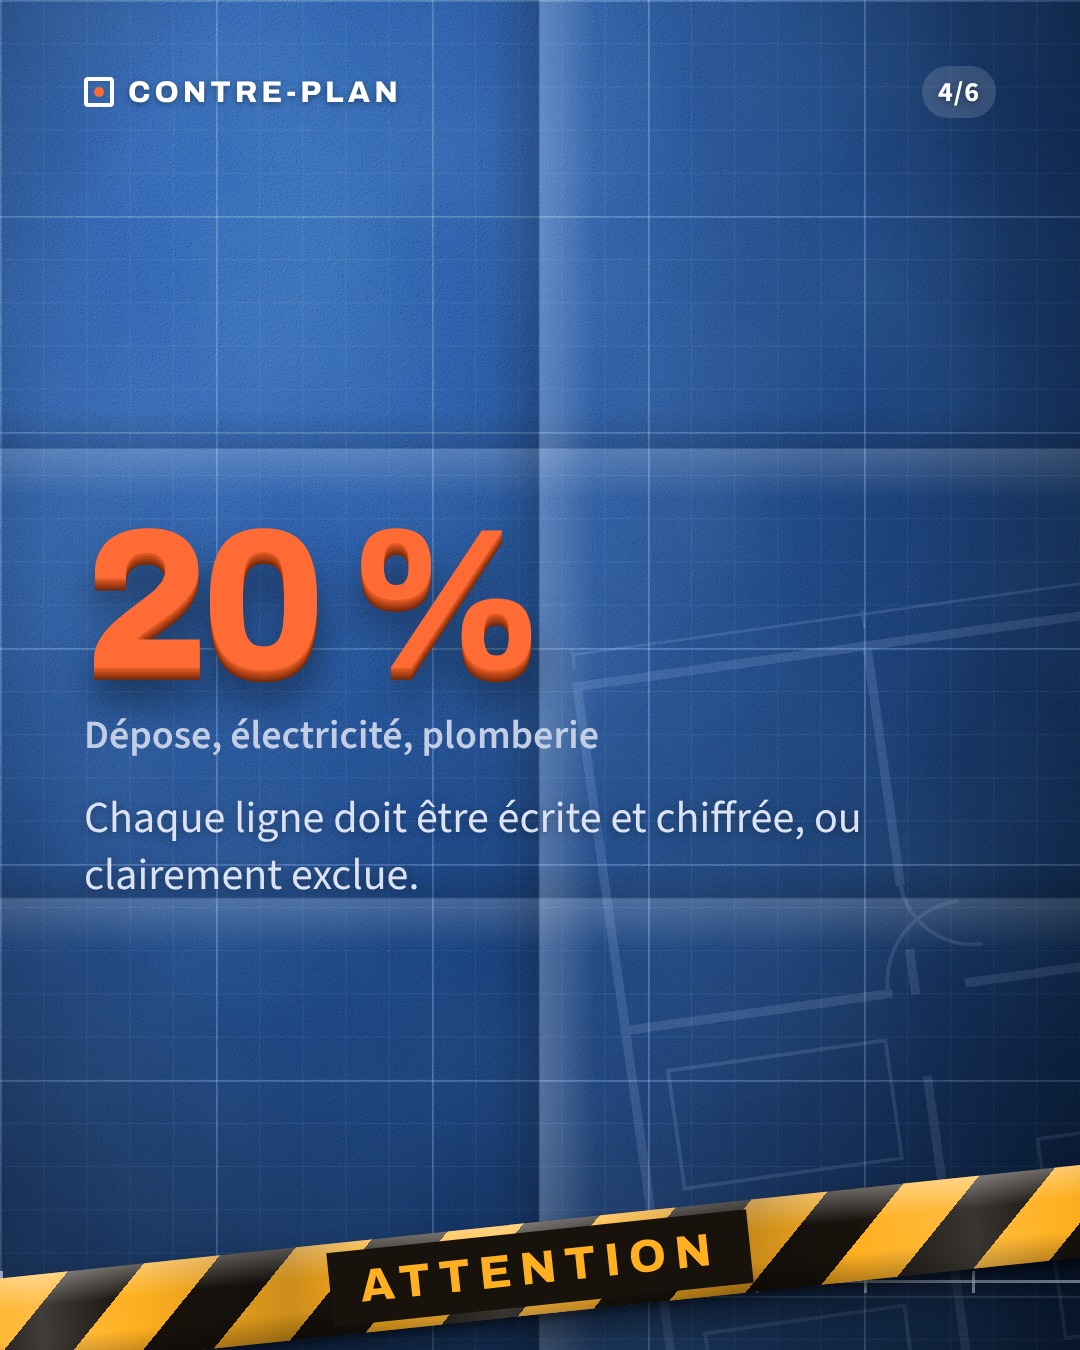 CONTRE-PLAN
4/6
20 %
Dépose, électricité, plomberie
Chaque ligne doit être écrite et chiffrée, ou
clairement exclue.
ATTENTION